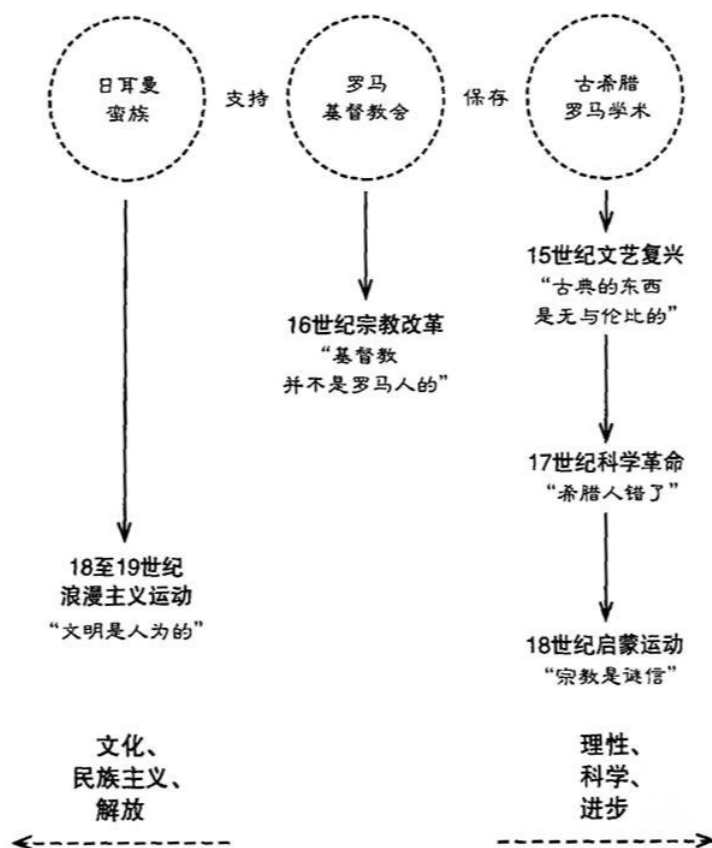 日耳曼
蛮族
支持
罗马
基督教会
保存
古希腊
罗马学术
15世纪文艺复兴
“古典的东西
是无与伦比的”
16世纪宗教改革
“基督教
并不是罗马人的”
17世纪科学革命
“希腊人错了”
18至19世纪
浪漫主义运动
“文明是人为的”
18世纪启蒙运动
“宗教是谜信”
文化、
民族主义、
解放
理性、
科学、
进步